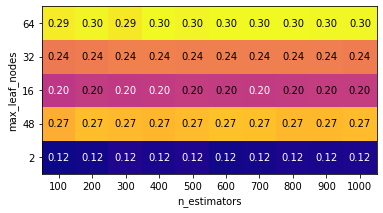 max_leaf_nodes
64 0.29 0.30 0.29 0.30 0.30 0.30 0.30 0.30 0.30 0.30
32 0.24 0.24 0.24 0.24 0.24 0.24 0.24 0.24 0.24 0.24
16 0.20 0.20 0.20 0.20 0.20 0.20 0.20 0.20 0.20 0.20
48 0.27 0.27 0.27 0.27 0.27 0.27 0.27 0.27 0.27 0.27
2 0.12 0.12 0.12 0.12 0.12 0.12 0.12 0.12 0.12 0.12
100 200 300 400 500 600 700 800 900 1000
n_estimators